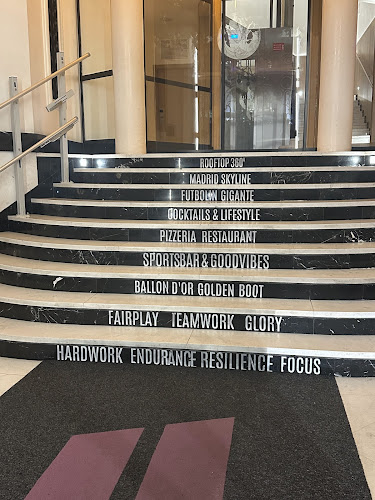 ROOFTOP 360°
MADRID SKYLINE
FUTBOLIN GIGANTE
COCKTAILS & LIFESTYLE
PIZZERIA RESTAURANT
SPORTSBAR & GOODVIBES
BALLON D'OR GOLDEN BOOT
FAIRPLAY TEAMWORK GLORY
HARDWORK ENDURANCE RESILIENCE FOCUS